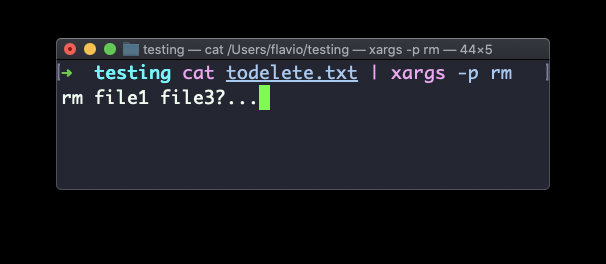 testing — cat /Users/flavio/testing — xargs -p rm — 44×5
[➜  testing cat todelete.txt | xargs -p rm ]
rm file1 file3?...